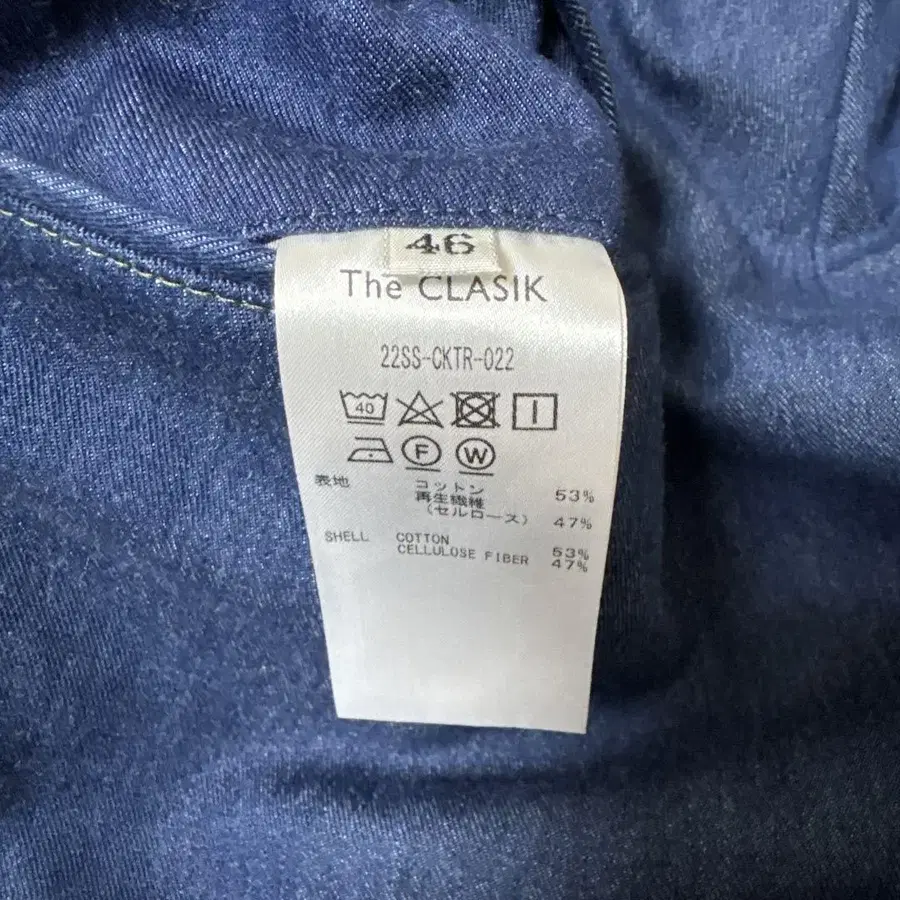 46
The CLASIK
22SS-CKTR-022
40
F W
表地 コットン 53%
再生繊維
(セルロース) 47%
SHELL COTTON 53%
CELLULOSE FIBER 47%